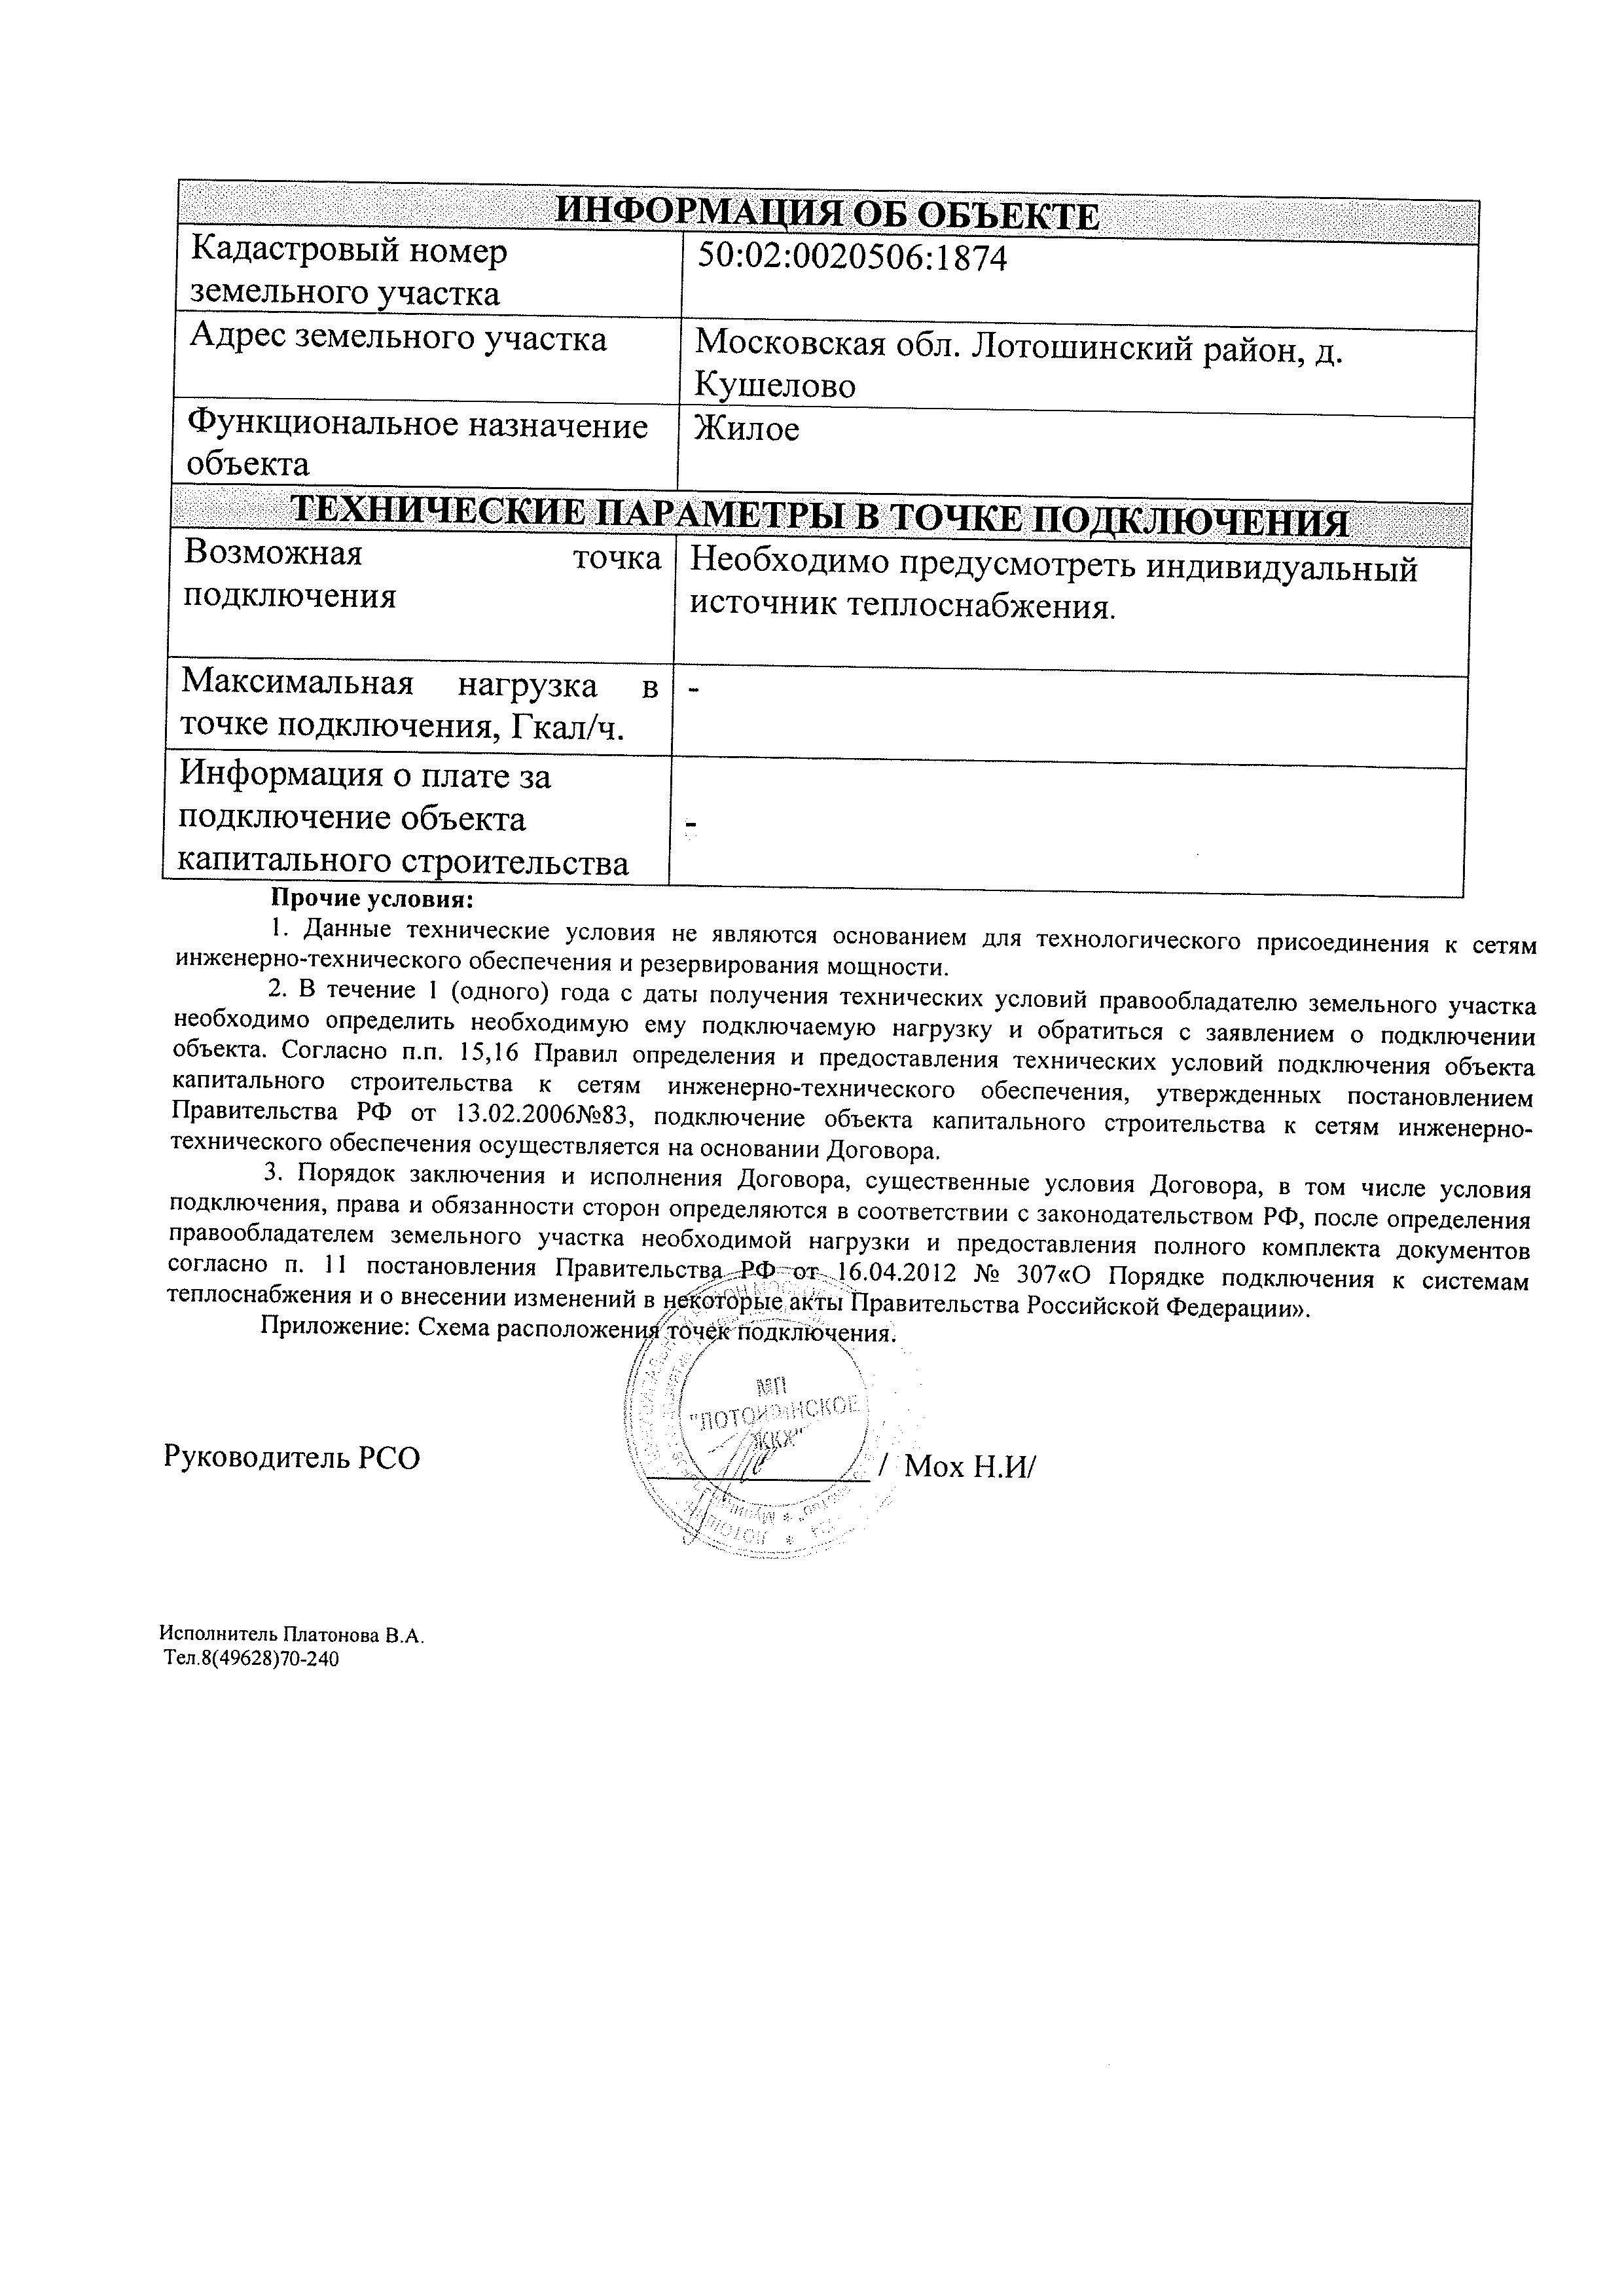 ИНФОРМАЦИЯ ОБ ОБЪЕКТЕ
Кадастровый номер
земельного участка
50:02:0020506:1874
Адрес земельного участка
Московская обл. Лотошинский район, д.
Кушелово
Функциональное назначение
объекта
Жилое
ТЕХНИЧЕСКИЕ ПАРАМЕТРЫ В ТОЧКЕ ПОДКЛЮЧЕНИЯ
Возможная точка
подключения
Необходимо предусмотреть индивидуальный
источник теплоснабжения.
Максимальная нагрузка в
точке подключения, Гкал/ч.
-
Информация о плате за
подключение объекта
капитального строительства
-
Прочие условия:
1. Данные технические условия не являются основанием для технологического присоединения к сетям
инженерно-технического обеспечения и резервирования мощности.
2. В течение 1 (одного) года с даты получения технических условий правообладателю земельного участка
необходимо определить необходимую ему подключаемую нагрузку и обратиться с заявлением о подключении
объекта. Согласно п.п. 15,16 Правил определения и предоставления технических условий подключения объекта
капитального строительства к сетям инженерно-технического обеспечения, утвержденных постановлением
Правительства РФ от 13.02.2006№83, подключение объекта капитального строительства к сетям инженерно-
технического обеспечения осуществляется на основании Договора.
3. Порядок заключения и исполнения Договора, существенные условия Договора, в том числе условия
подключения, права и обязанности сторон определяются в соответствии с законодательством РФ, после определения
правообладателем земельного участка необходимой нагрузки и предоставления полного комплекта документов
согласно п. 11 постановления Правительства РФ от 16.04.2012 № 307«О Порядке подключения к системам
теплоснабжения и о внесении изменений в некоторые акты Правительства Российской Федерации».
Приложение: Схема расположения точек подключения.
МП
"ЛОТОШИНСКОЕ
ЖКХ"
Руководитель РСО / Мох Н.И/
Исполнитель Платонова В.А.
Тел.8(49628)70-240